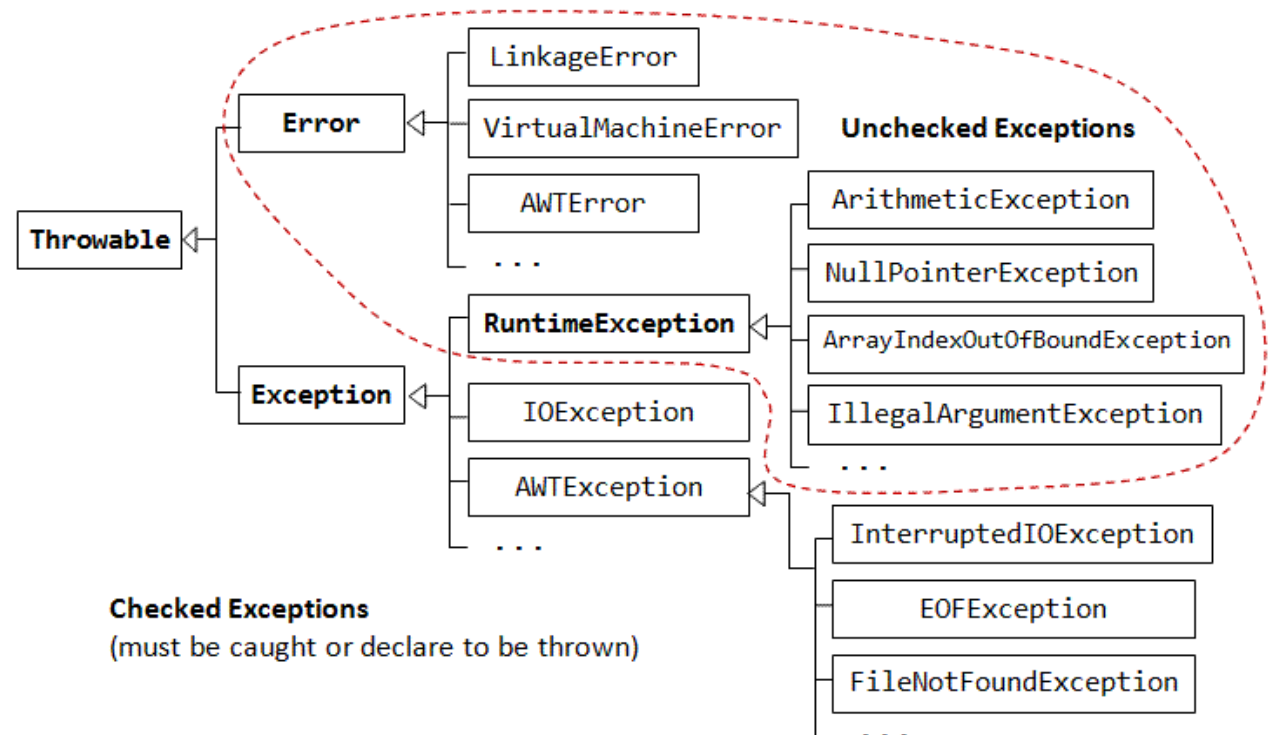 LinkageError
Error
VirtualMachineError
Unchecked Exceptions
AWTError
ArithmeticException
Throwable
...
NullPointerException
RuntimeException
ArrayIndexOutOfBoundException
Exception
IOException
IllegalArgumentException
...
AWTException
...
InterruptedIOException
Checked Exceptions
(must be caught or declare to be thrown)
EOFException
FileNotFoundException
...